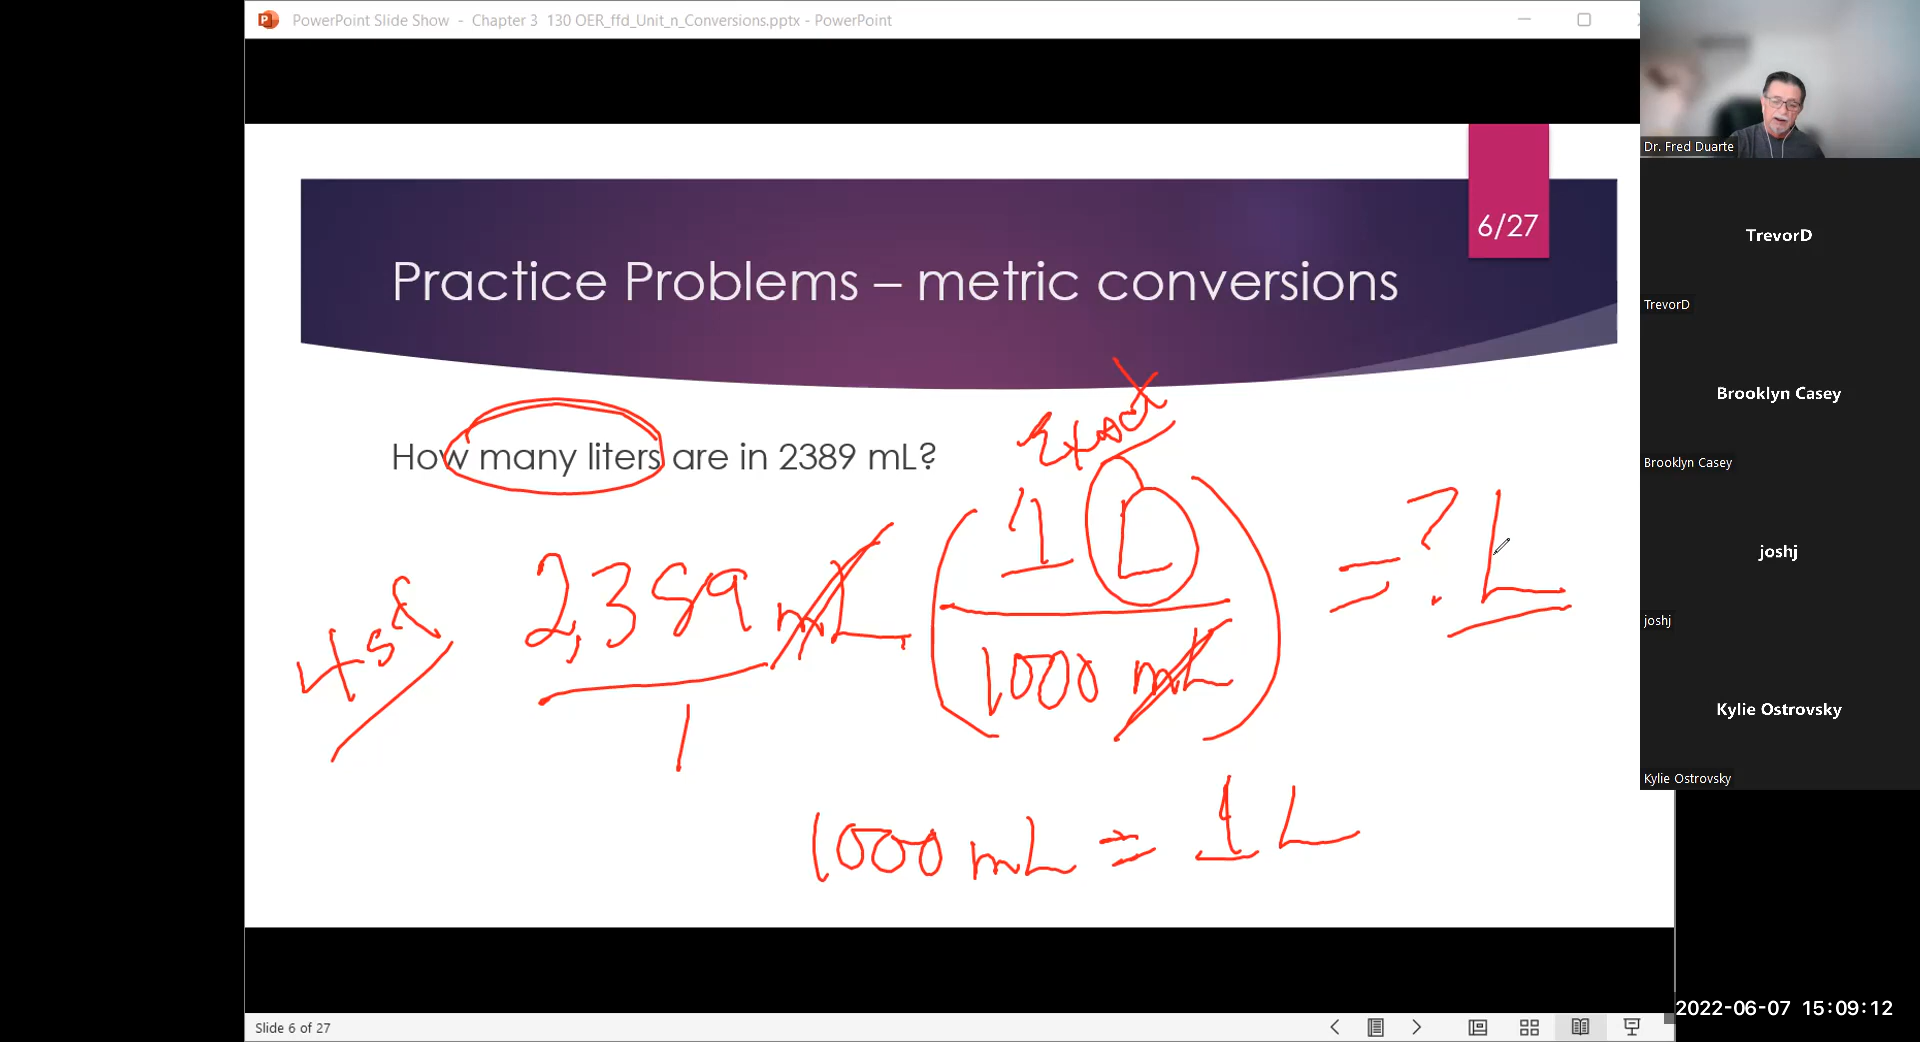 PowerPoint Slide Show - Chapter 3 130 OER_ffd_Unit_n_Conversions.pptx - PowerPoint
Dr. Fred Duarte
6/27
Practice Problems – metric conversions
How many liters are in 2389 mL?
Exact
4 sf
2,389 mL
1
1 L
1000 mL
= ? L
1000 mL = 1 L
TrevorD
TrevorD
Brooklyn Casey
Brooklyn Casey
joshj
joshj
Kylie Ostrovsky
Kylie Ostrovsky
2022-06-07 15:09:12
Slide 6 of 27